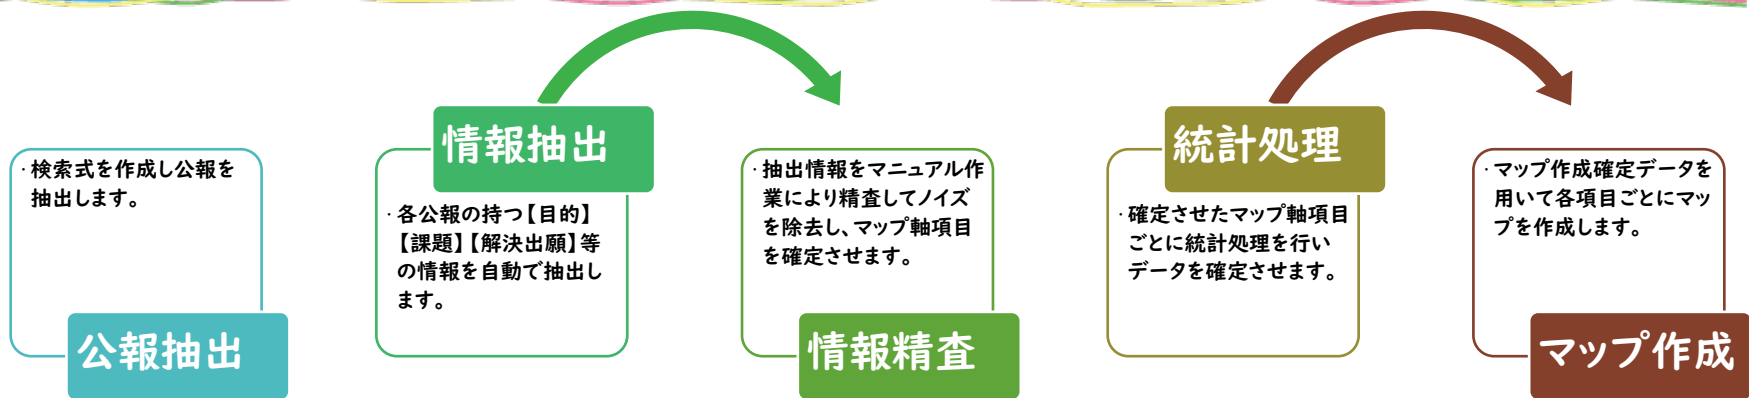 ・検索式を作成し公報を
抽出します。
公報抽出
情報抽出
・各公報の持つ【目的】
【課題】【解決出願】等
の情報を自動で抽出し
ます。
・抽出情報をマニュアル作
業により精査してノイズ
を除去し、マップ軸項目
を確定させます。
情報精査
統計処理
・確定させたマップ軸項目
ごとに統計処理を行い
データを確定させます。
・マップ作成確定データを
用いて各項目ごとにマッ
プを作成します。
マップ作成